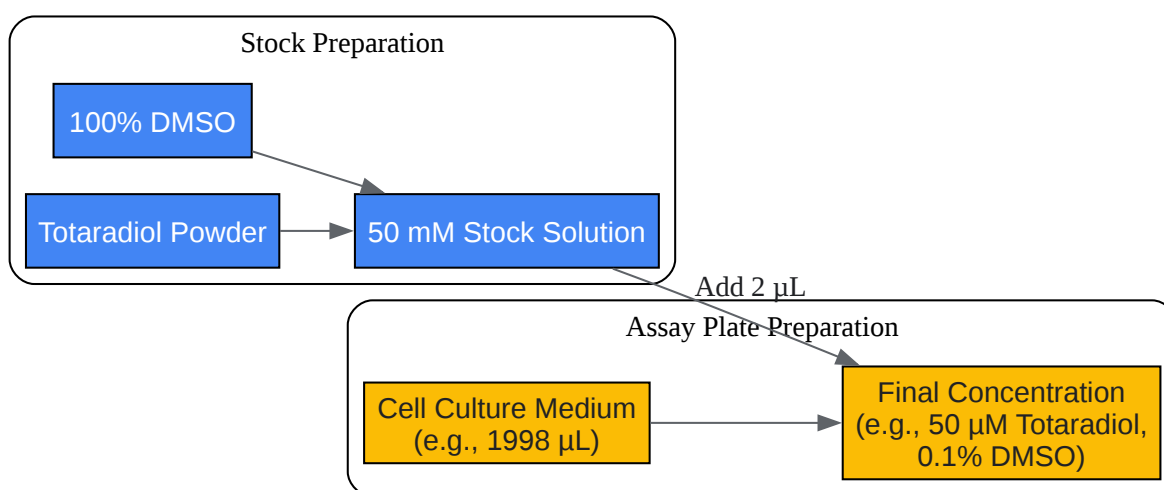 Stock Preparation
100% DMSO
Totaradiol Powder
50 mM Stock Solution
Add 2 µL
Assay Plate Preparation
Cell Culture Medium
(e.g., 1998 µL)
Final Concentration
(e.g., 50 µM Totaradiol,
0.1% DMSO)